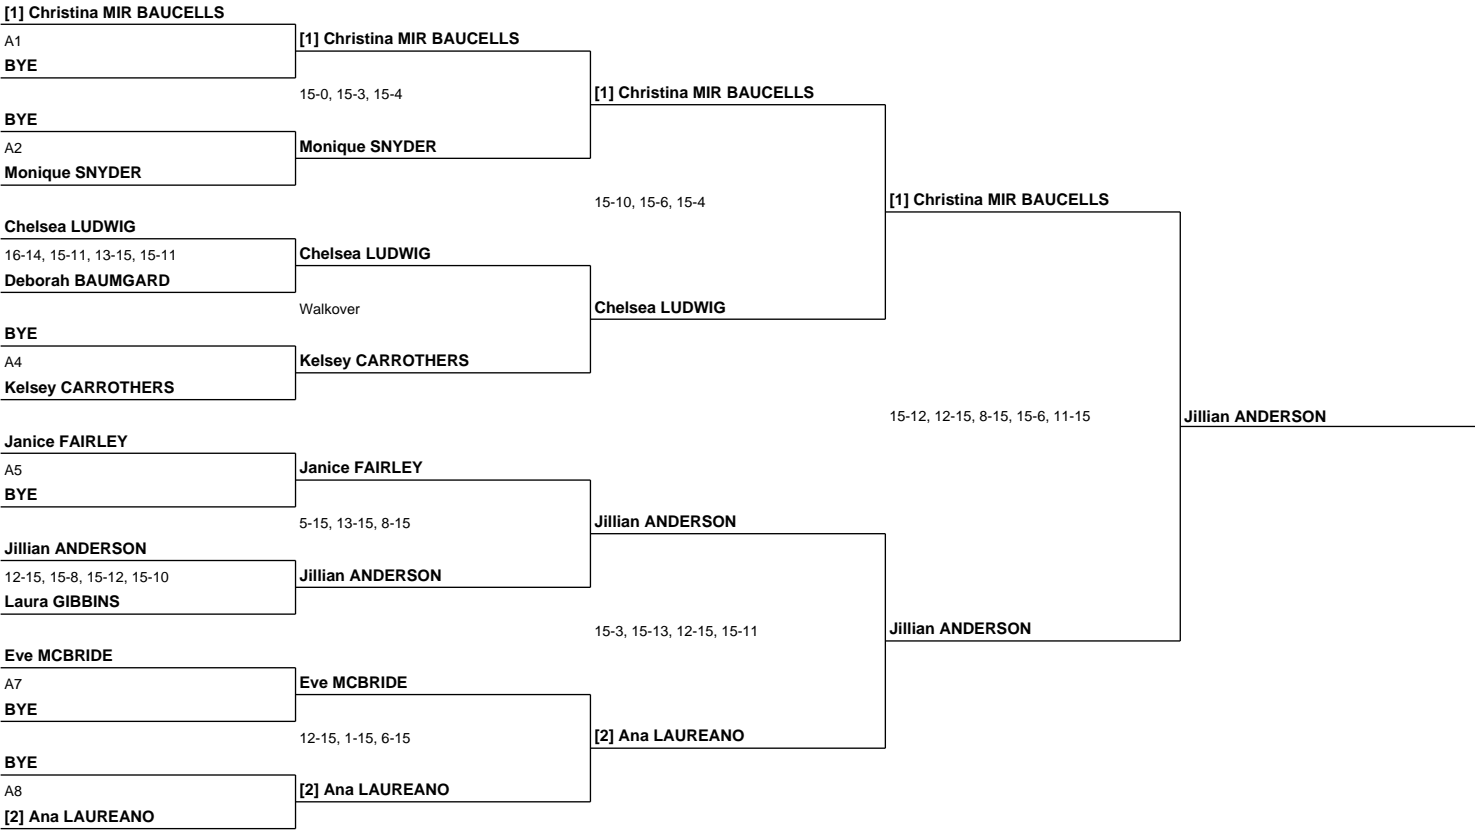 [1] Christina MIR BAUCELLS
A1
BYE
BYE
A2
Monique SNYDER
Chelsea LUDWIG
16-14, 15-11, 13-15, 15-11
Deborah BAUMGARD
BYE
A4
Kelsey CARROTHERS
Janice FAIRLEY
A5
BYE
Jillian ANDERSON
12-15, 15-8, 15-12, 15-10
Laura GIBBINS
Eve MCBRIDE
A7
BYE
BYE
A8
[2] Ana LAUREANO
[1] Christina MIR BAUCELLS
15-0, 15-3, 15-4
Monique SNYDER
Chelsea LUDWIG
Walkover
Kelsey CARROTHERS
Janice FAIRLEY
5-15, 13-15, 8-15
Jillian ANDERSON
Eve MCBRIDE
12-15, 1-15, 6-15
[2] Ana LAUREANO
[1] Christina MIR BAUCELLS
15-10, 15-6, 15-4
Chelsea LUDWIG
Jillian ANDERSON
15-3, 15-13, 12-15, 15-11
[2] Ana LAUREANO
[1] Christina MIR BAUCELLS
15-12, 12-15, 8-15, 15-6, 11-15
Jillian ANDERSON
Jillian ANDERSON